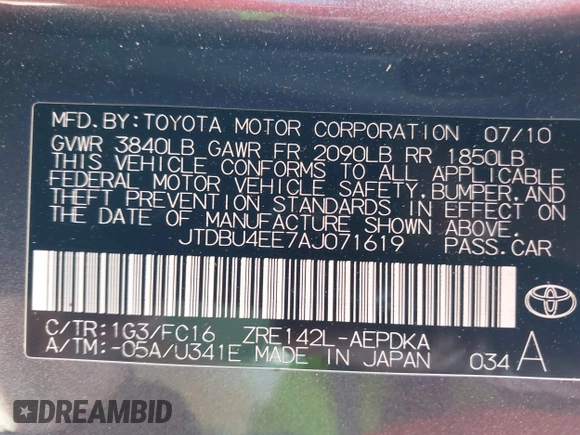 MFD. BY: TOYOTA MOTOR CORPORATION 07/10
GVWR 3840LB GAWR FR 2090LB RR 1850LB
THIS VEHICLE CONFORMS TO ALL APPLICABLE
FEDERAL MOTOR VEHICLE SAFETY, BUMPER, AND
THEFT PREVENTION STANDARDS IN EFFECT ON
THE DATE OF MANUFACTURE SHOWN ABOVE.
JTDBU4EE7AJ071619 PASS. CAR
C/TR: 1G3/FC16 ZRE142L-AEPDKA
A/TM: -05A/U341E MADE IN JAPAN 034 A
DREAMBID